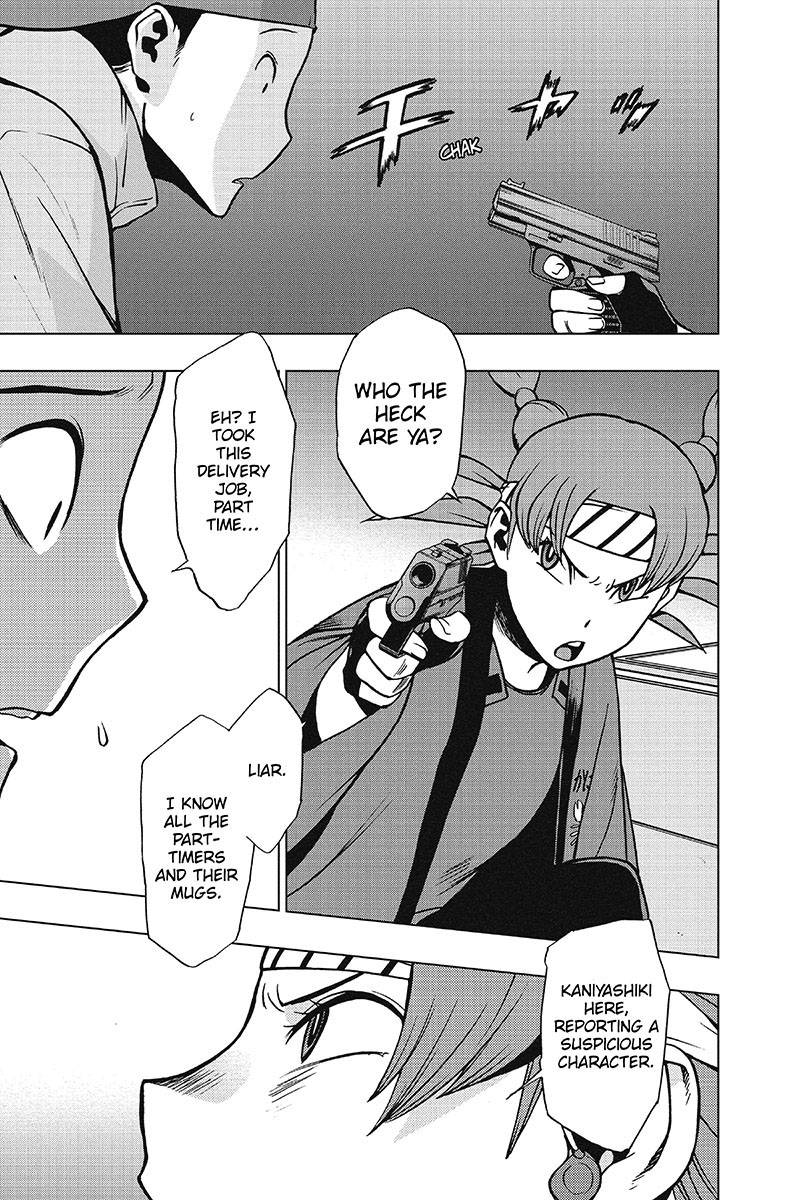 チャッ
CHAK
WHO THE
HECK
ARE YA?
EH? I
TOOK
THIS
DELIVERY
JOB,
PART
TIME...
LIAR.
I KNOW
ALL THE
PART-
TIMERS
AND THEIR
MUGS.
KANIYASHIKI
HERE,
REPORTING A
SUSPICIOUS
CHARACTER.